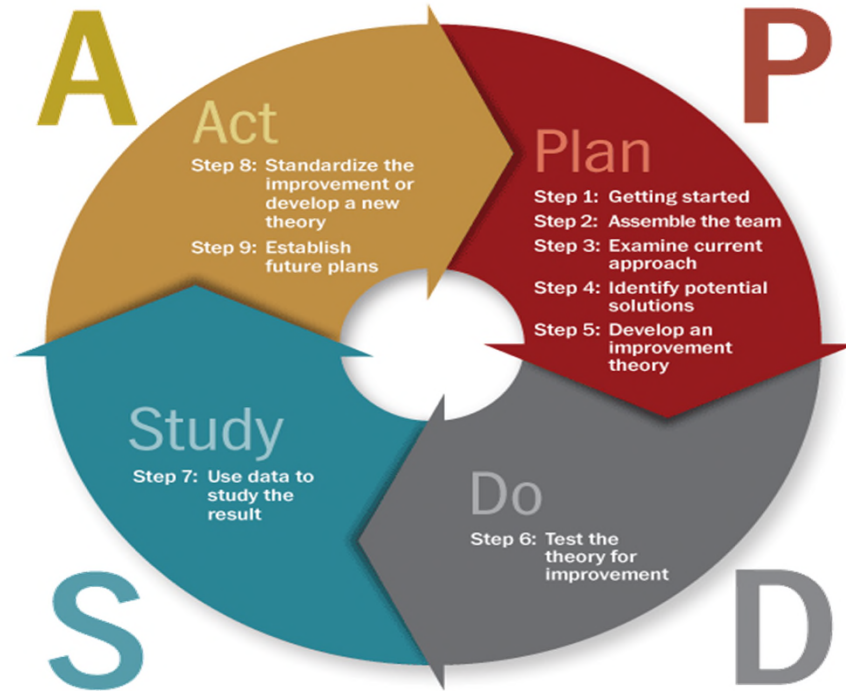 A
P
Act
Step 8: Standardize the
improvement or
develop a new
theory
Step 9: Establish
future plans
Plan
Step 1: Getting started
Step 2: Assemble the team
Step 3: Examine current
approach
Step 4: Identify potential
solutions
Step 5: Develop an
improvement
theory
Study
Step 7: Use data to
study the
result
Do
Step 6: Test the
theory for
improvement
S
D